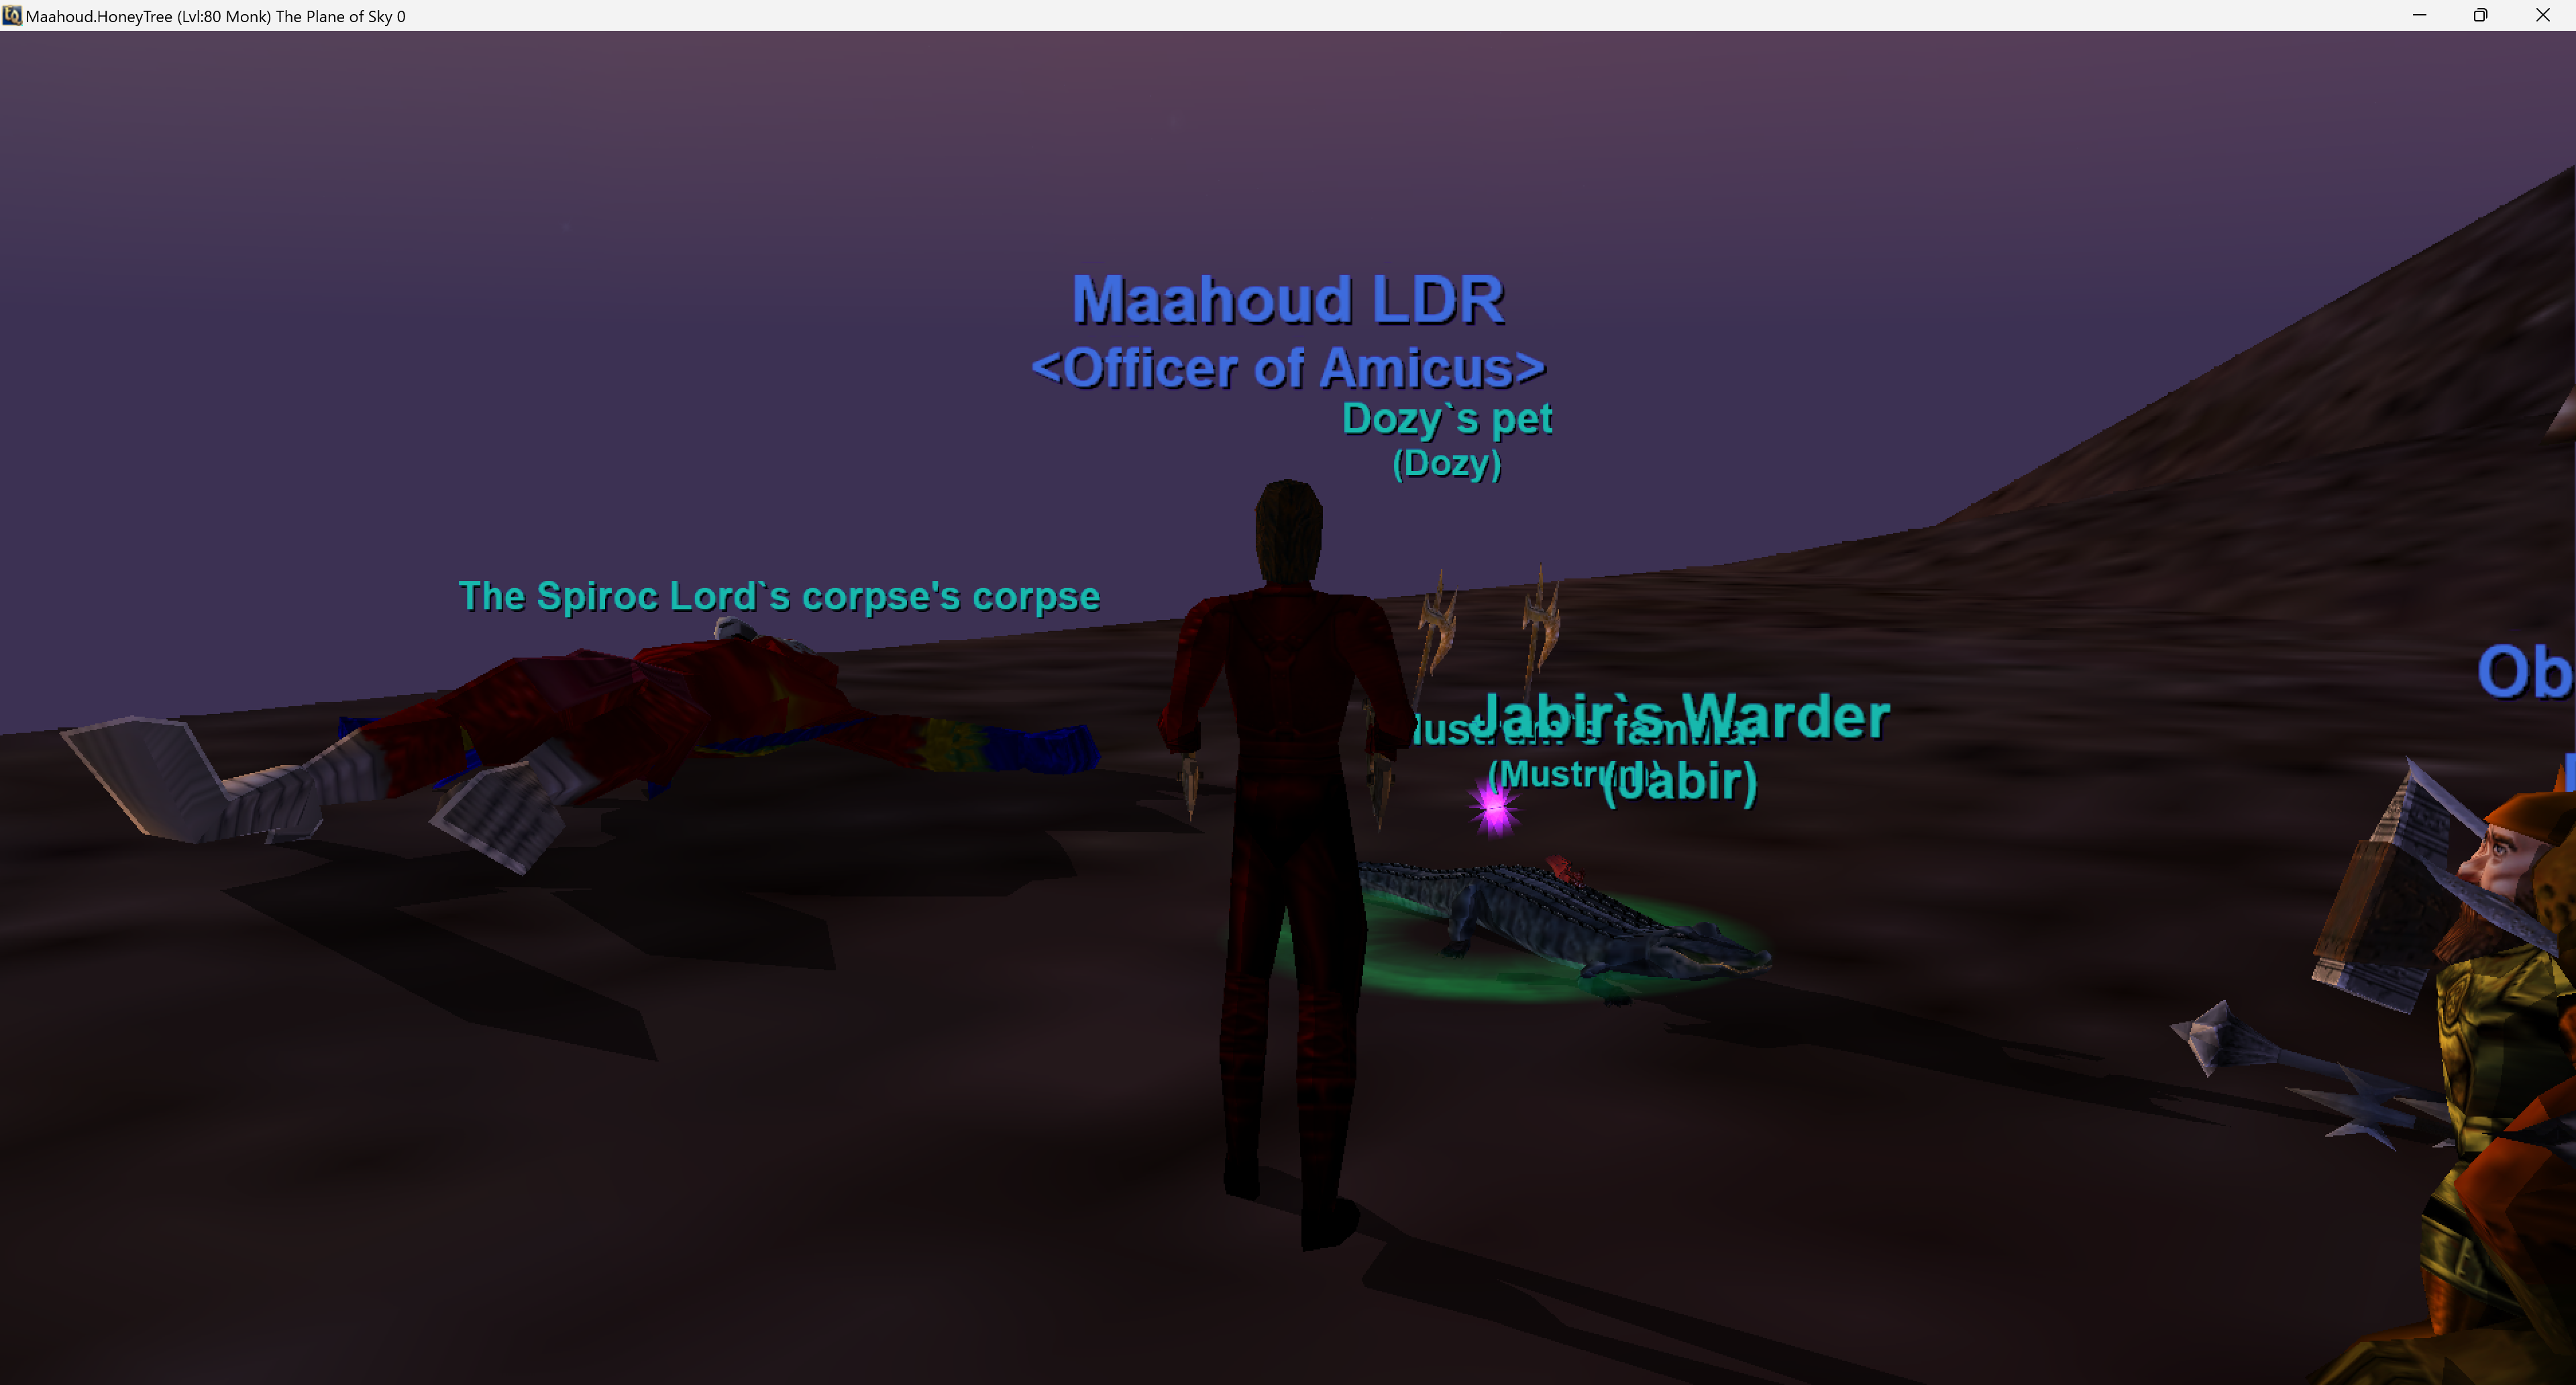 Maahoud.HoneyTree (Lvl:80 Monk) The Plane of Sky 0
Maahoud LDR
<Officer of Amicus>
Dozy`s pet
(Dozy)
The Spiroc Lord`s corpse's corpse
Jabir`s Warder
(Jabir)